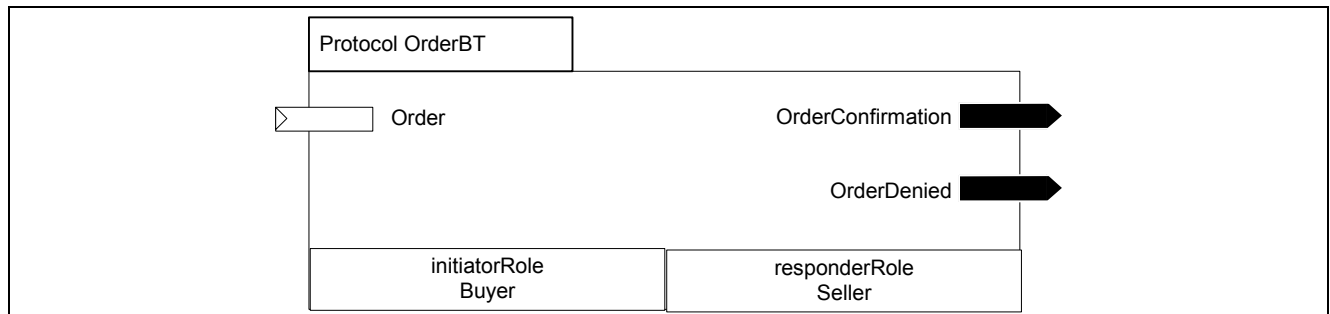 Protocol OrderBT
Order
OrderConfirmation
OrderDenied
initiatorRole
Buyer
responderRole
Seller